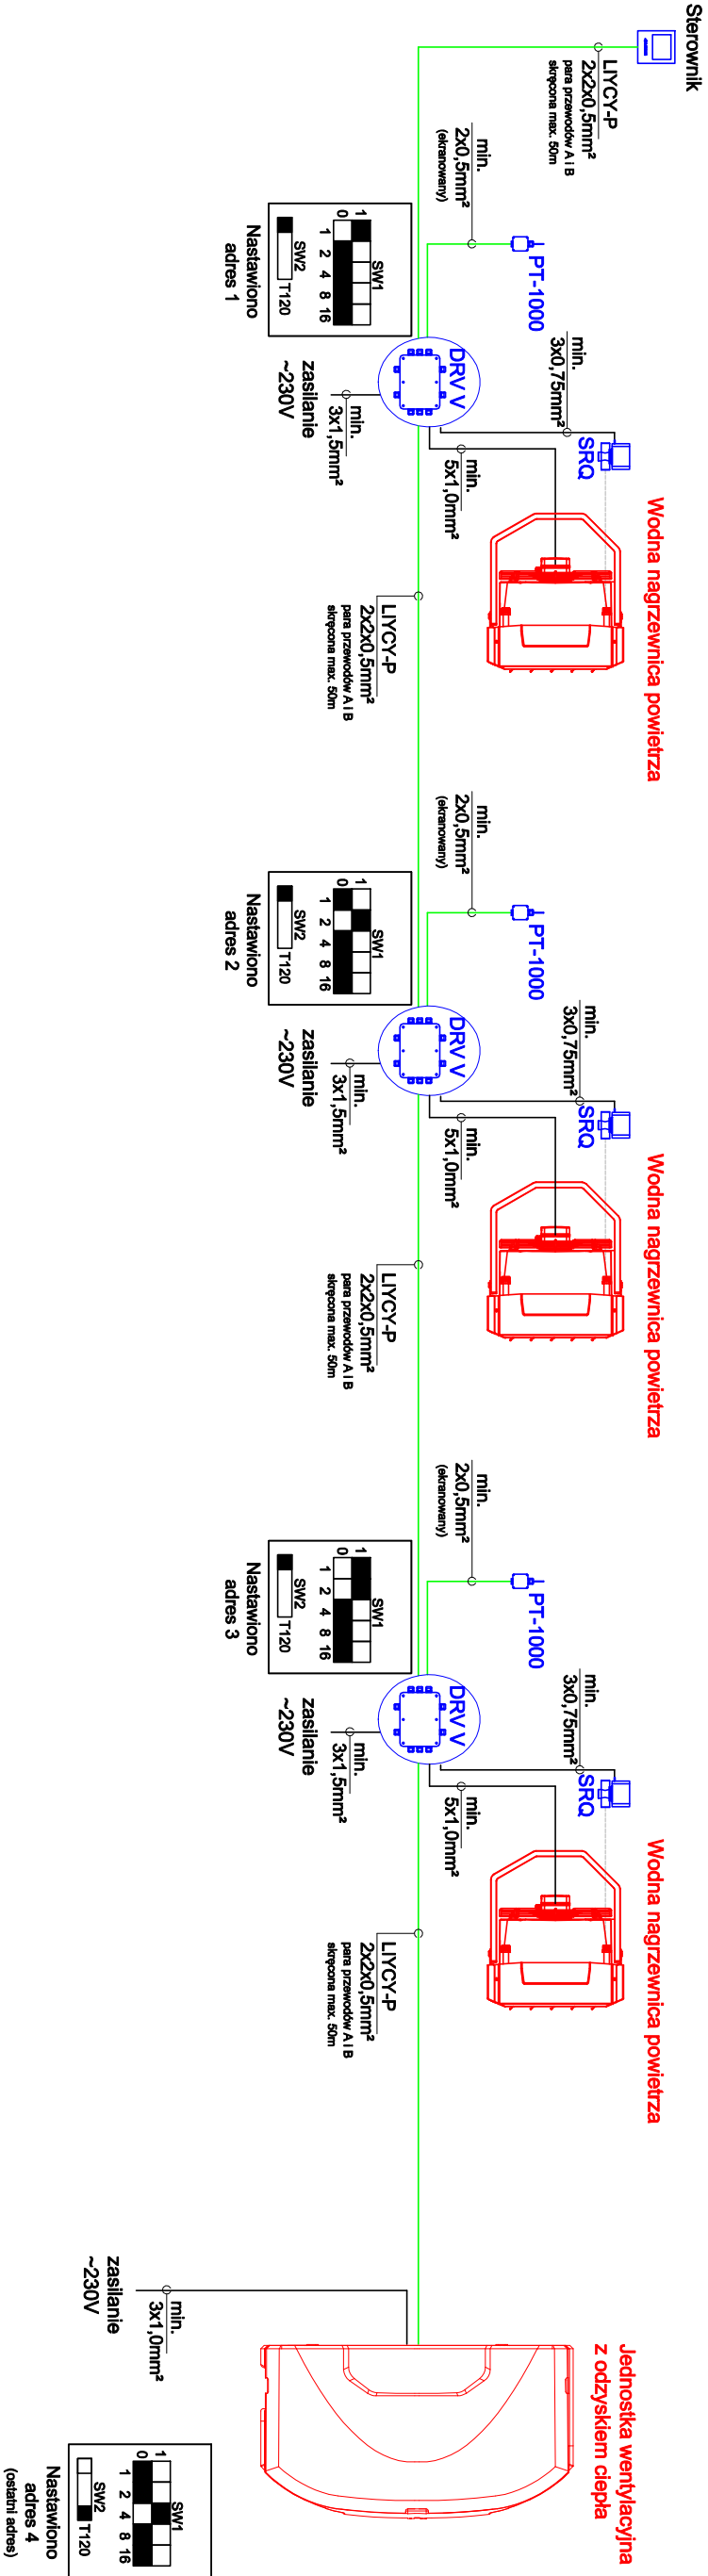 Sterownik
LIYCY-P
2x2x0,5mm²
para przewodów A i B
skręcona max. 50m
min.
2x0,5mm²
(ekranowany)
PT-1000
min.
3x0,75mm²
SRQ
Wodna nagrzewnica powietrza
DRV V
min.
5x1,0mm²
SW1
1
0
1 2 4 8 16
SW2
T120
Nastawiono
adres 1
min.
3x1,5mm²
zasilanie
~230V
LIYCY-P
2x2x0,5mm²
para przewodów A i B
skręcona max. 50m
min.
2x0,5mm²
(ekranowany)
PT-1000
min.
3x0,75mm²
SRQ
Wodna nagrzewnica powietrza
DRV V
min.
5x1,0mm²
SW1
1
0
1 2 4 8 16
SW2
T120
Nastawiono
adres 2
min.
3x1,5mm²
zasilanie
~230V
LIYCY-P
2x2x0,5mm²
para przewodów A i B
skręcona max. 50m
min.
2x0,5mm²
(ekranowany)
PT-1000
min.
3x0,75mm²
SRQ
Wodna nagrzewnica powietrza
DRV V
min.
5x1,0mm²
SW1
1
0
1 2 4 8 16
SW2
T120
Nastawiono
adres 3
min.
3x1,5mm²
zasilanie
~230V
LIYCY-P
2x2x0,5mm²
para przewodów A i B
skręcona max. 50m
Jednostka wentylacyjna
z odzyskiem ciepła
min.
3x1,0mm²
zasilanie
~230V
SW1
1
0
1 2 4 8 16
SW2
T120
Nastawiono
adres 4
(ostatni adres)